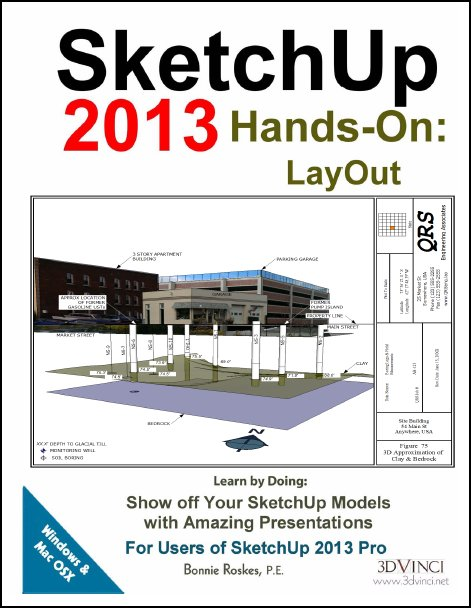 SketchUp
2013 Hands-On:
LayOut
3 STORY APARTMENT
BUILDING
PARKING GARAGE
GARAGE
APPROX LOCATION
OF FORMER
GASOLINE USTs
FORMER
PUMP ISLAND
PROPERTY LINE
MARKET STREET
MAIN STREET
CLAY
BEDROCK
XX.X' DEPTH TO GLACIAL TILL
MONITORING WELL
SOIL BORING
QRS
Engineering Associates
Site Building
51 Main St
Anywhere, USA
Figure 75
3D Approximation of
Clay & Bedrock
Learn by Doing:
Show off Your SketchUp Models
with Amazing Presentations
For Users of SketchUp 2013 Pro
Bonnie Roskes, P.E.
Windows &
Mac OSX
3DVINCI
www.3dvinci.net